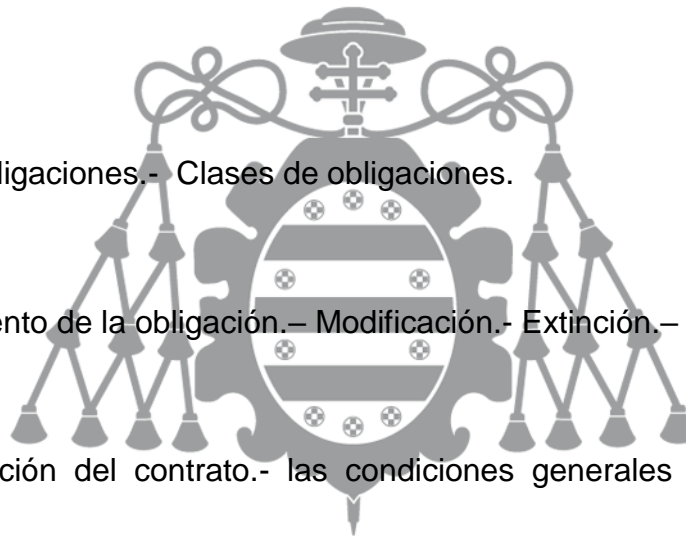 ligaciones.- Clases de obligaciones.
ento de la obligación.– Modificación.- Extinción.–
ción del contrato.- las condiciones generales